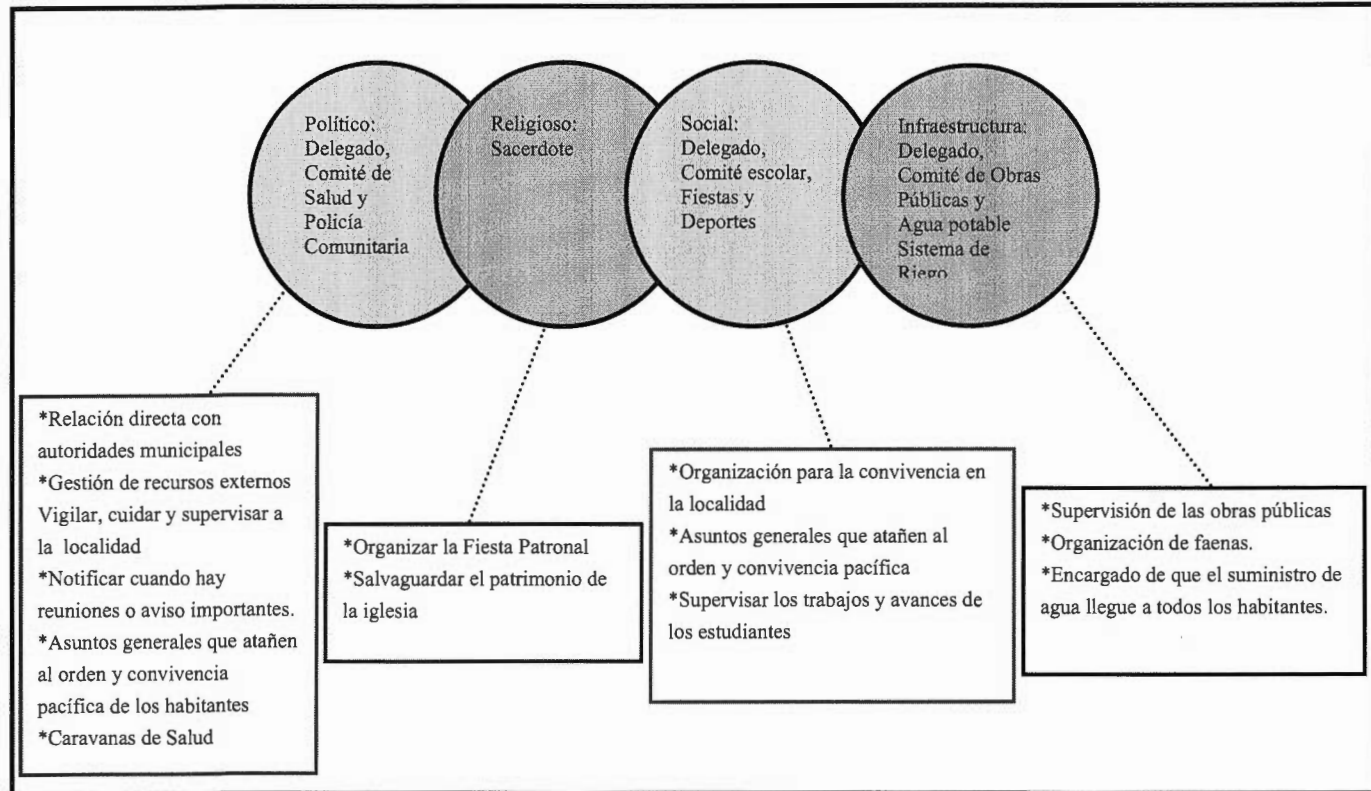 Político:
Delegado,
Comité de
Salud y
Policía
Comunitaria
Religioso:
Sacerdote
Social:
Delegado,
Comité escolar,
Fiestas y
Deportes
Infraestructura:
Delegado,
Comité de Obras
Públicas y
Agua potable
Sistema de
Riego
*Relación directa con
autoridades municipales
*Gestión de recursos externos
Vigilar, cuidar y supervisar a
la localidad
*Notificar cuando hay
reuniones o aviso importantes.
*Asuntos generales que atañen
al orden y convivencia
pacífica de los habitantes
*Caravanas de Salud
*Organizar la Fiesta Patronal
*Salvaguardar el patrimonio de
la iglesia
*Organización para la convivencia en
la localidad
*Asuntos generales que atañen al
orden y convivencia pacífica
*Supervisar los trabajos y avances de
los estudiantes
*Supervisión de las obras públicas
*Organización de faenas.
*Encargado de que el suministro de
agua llegue a todos los habitantes.